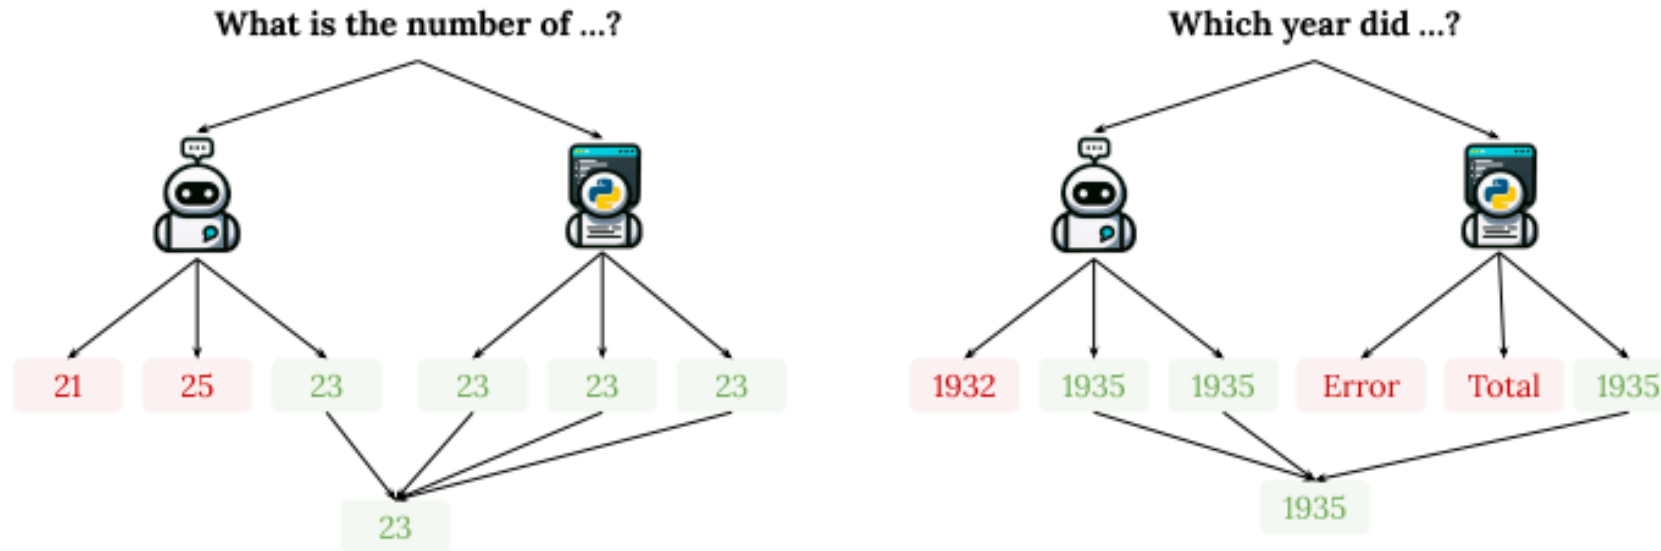 What is the number of ...?
Which year did ...?
21 25 23 23 23 23
1932 1935 1935 Error Total 1935
23
1935